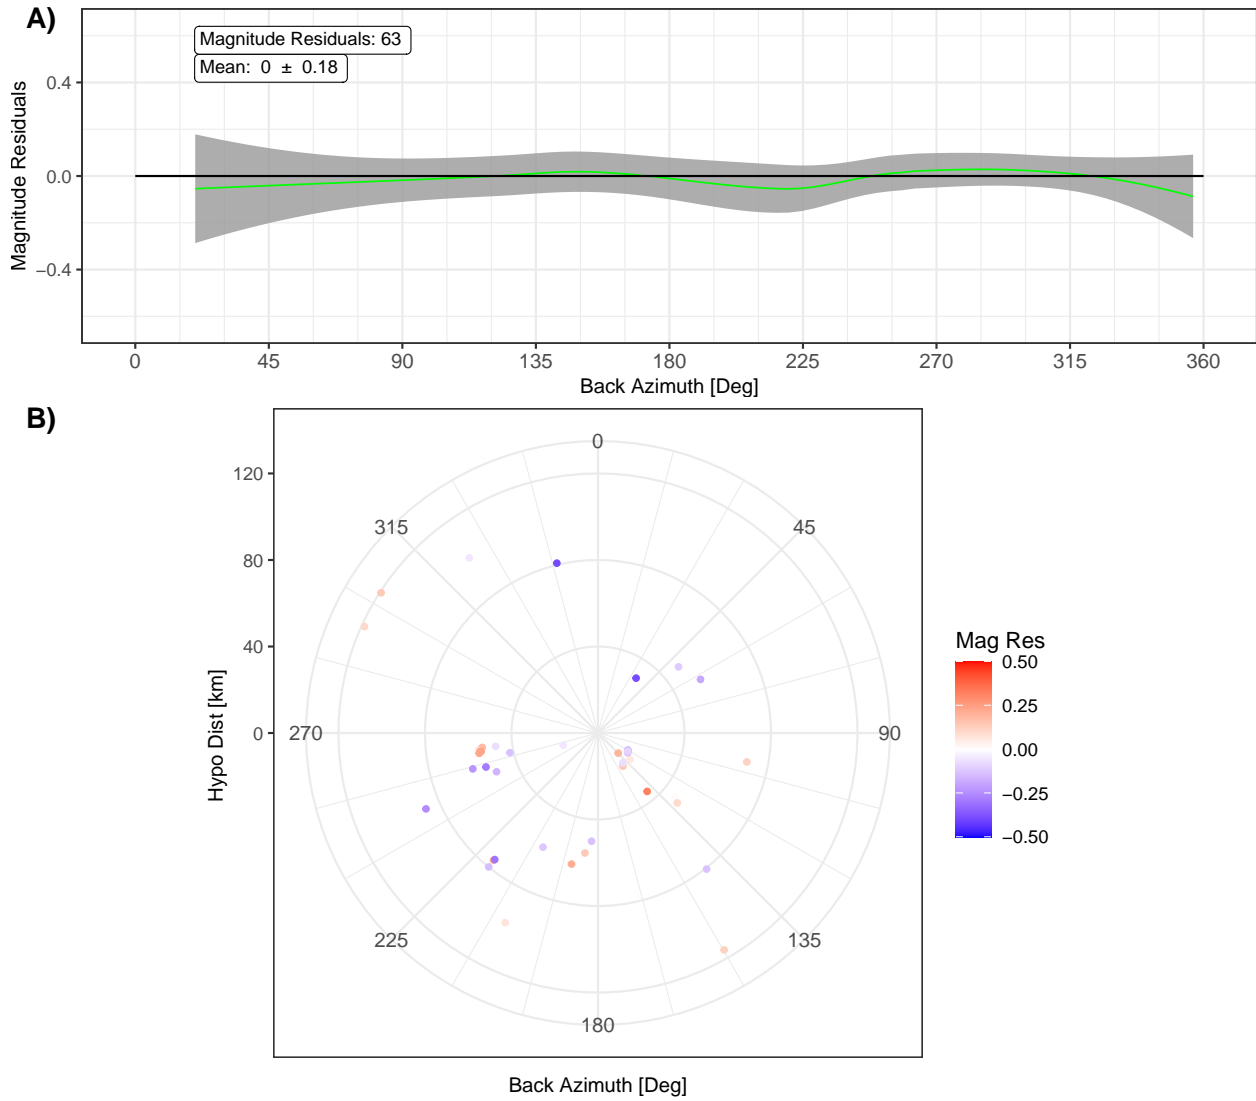 A)
Magnitude Residuals: 63
Mean:  0  ±  0.18
Magnitude Residuals
0.4
0.0
−0.4
0 45 90 135 180 225 270 315 360
Back Azimuth [Deg]
B)
Hypo Dist [km]
120
80
40
0
0
45
90
135
180
225
270
315
Back Azimuth [Deg]
Mag Res
0.50
0.25
0.00
−0.25
−0.50